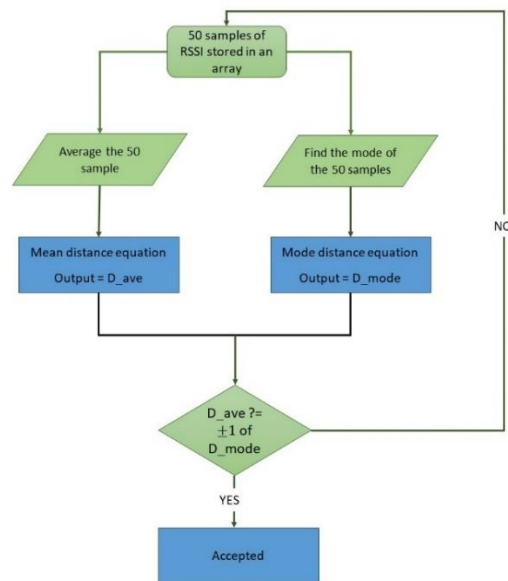 50 samples of
RSSI stored in an
array
Average the 50
sample
Find the mode of
the 50 samples
Mean distance equation
Output = D_ave
Mode distance equation
Output = D_mode
NO
D_ave ?=
±1 of
D_mode
YES
Accepted